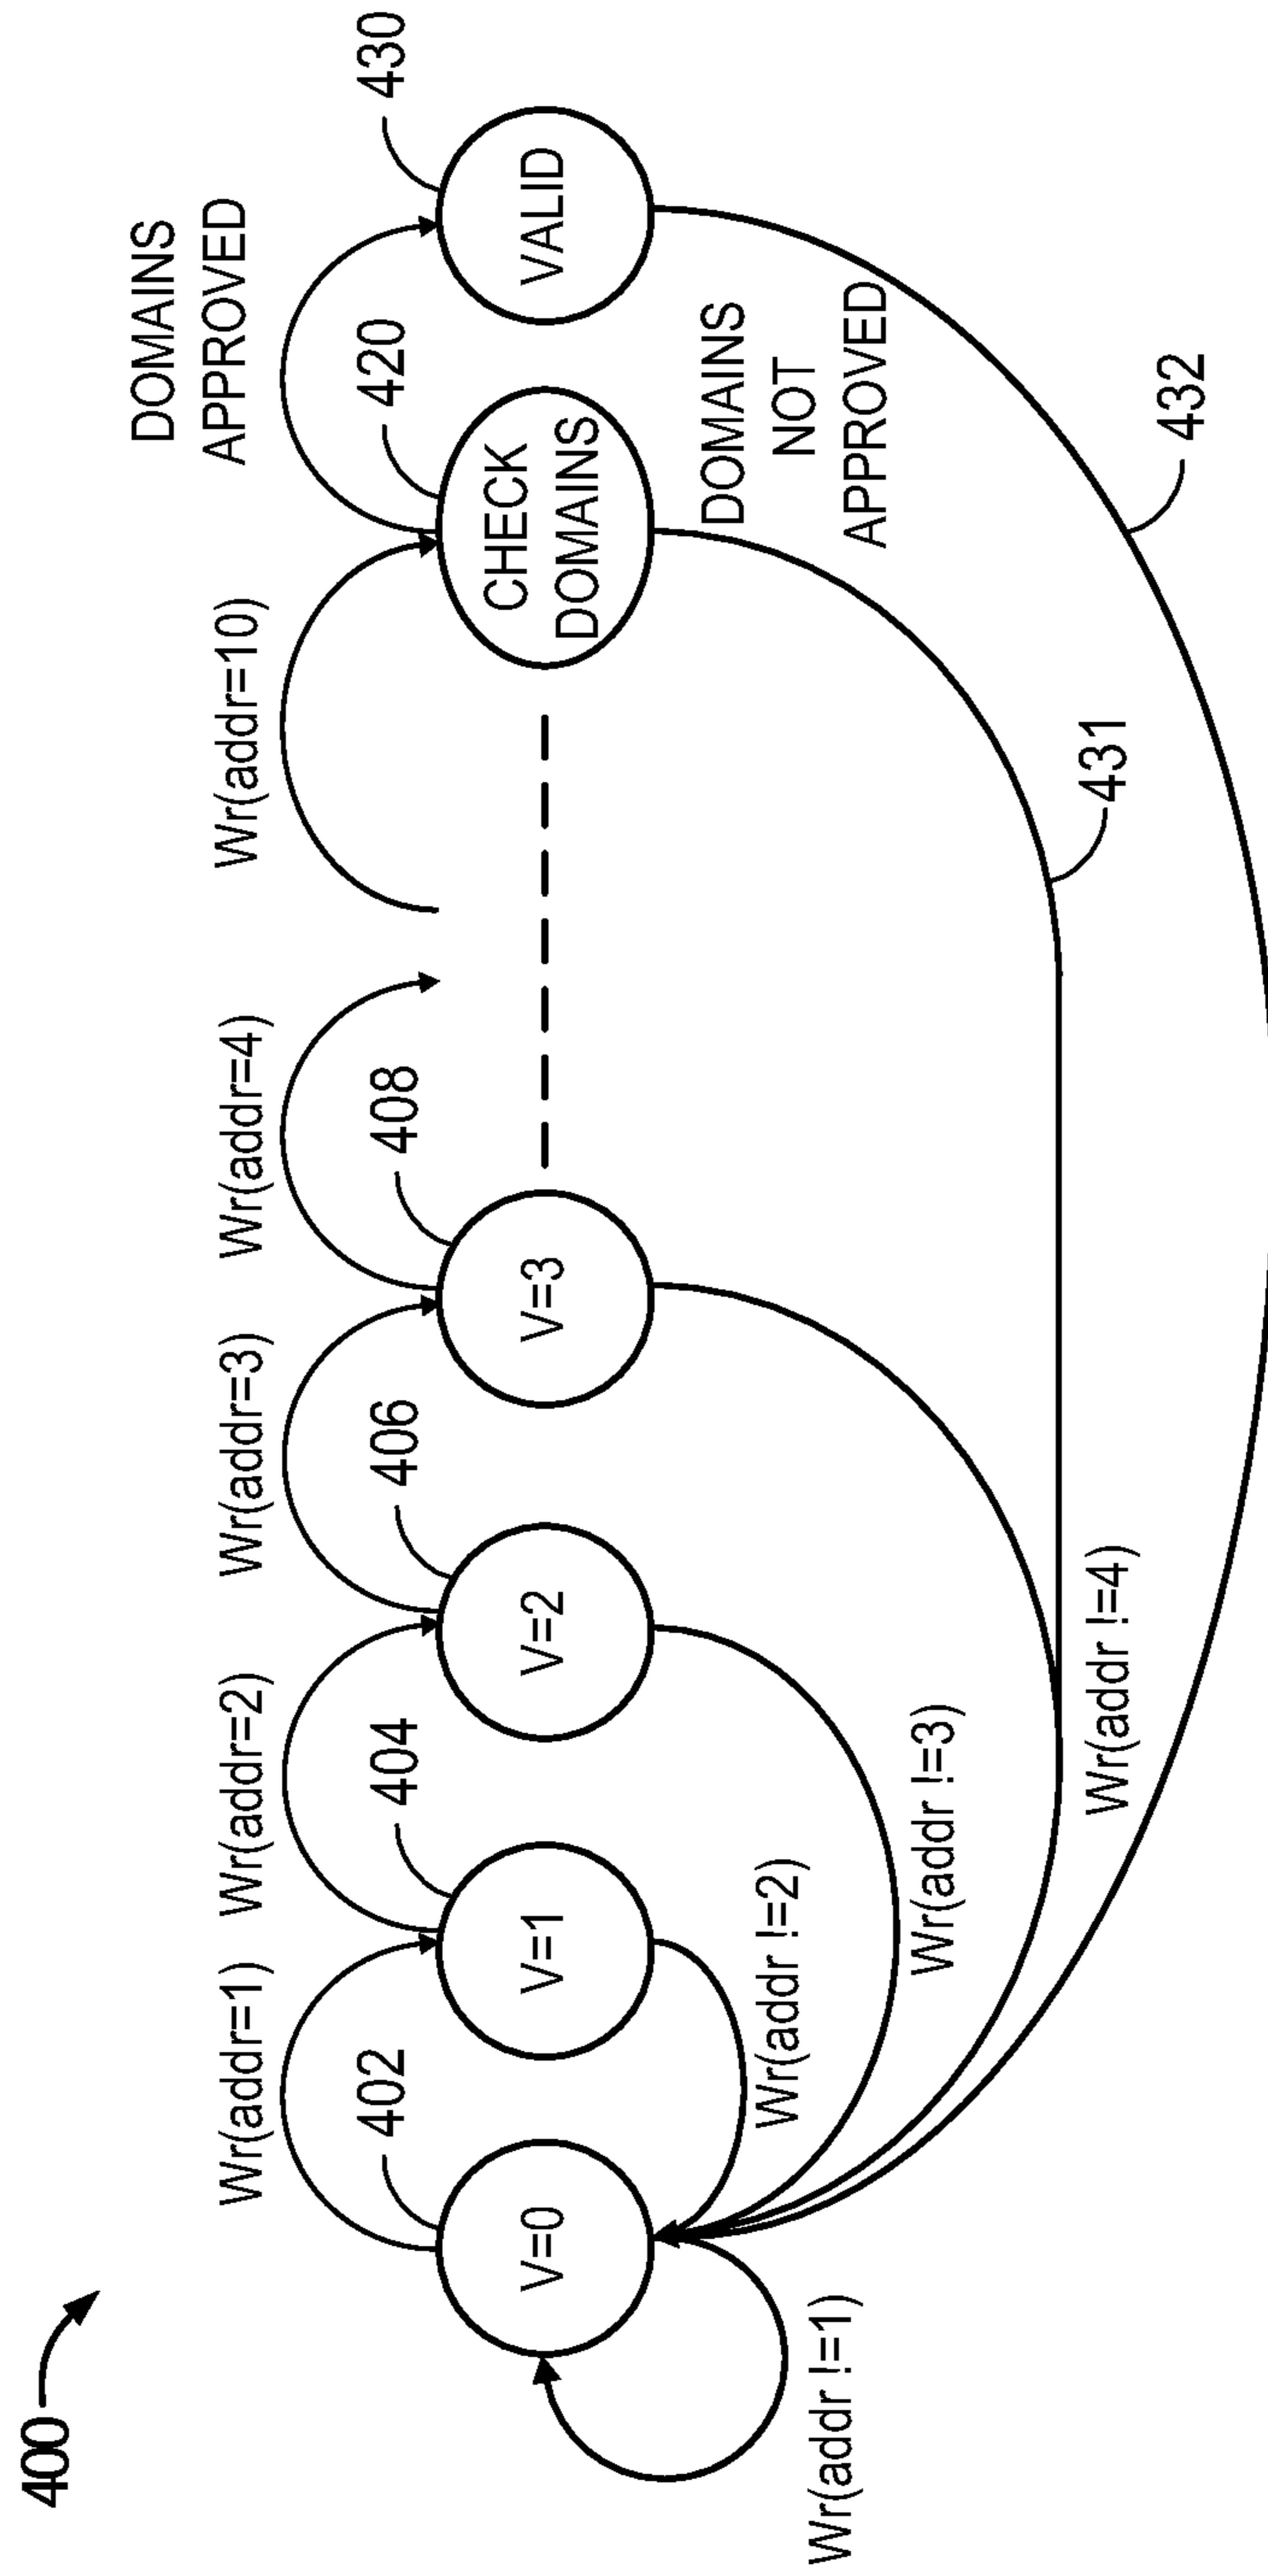 400
Wr(addr=1)
Wr(addr=2)
Wr(addr=3)
Wr(addr=4)
Wr(addr=10)
DOMAINS
APPROVED
402
404
406
408
420
430
V=0
V=1
V=2
V=3
CHECK
DOMAINS
VALID
Wr(addr !=1)
Wr(addr !=2)
Wr(addr !=3)
Wr(addr !=4)
DOMAINS
NOT
APPROVED
431
432